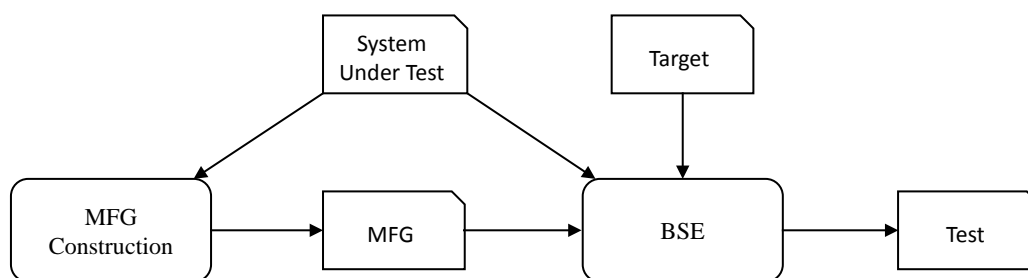 System
Under Test
Target
MFG
Construction
MFG
BSE
Test